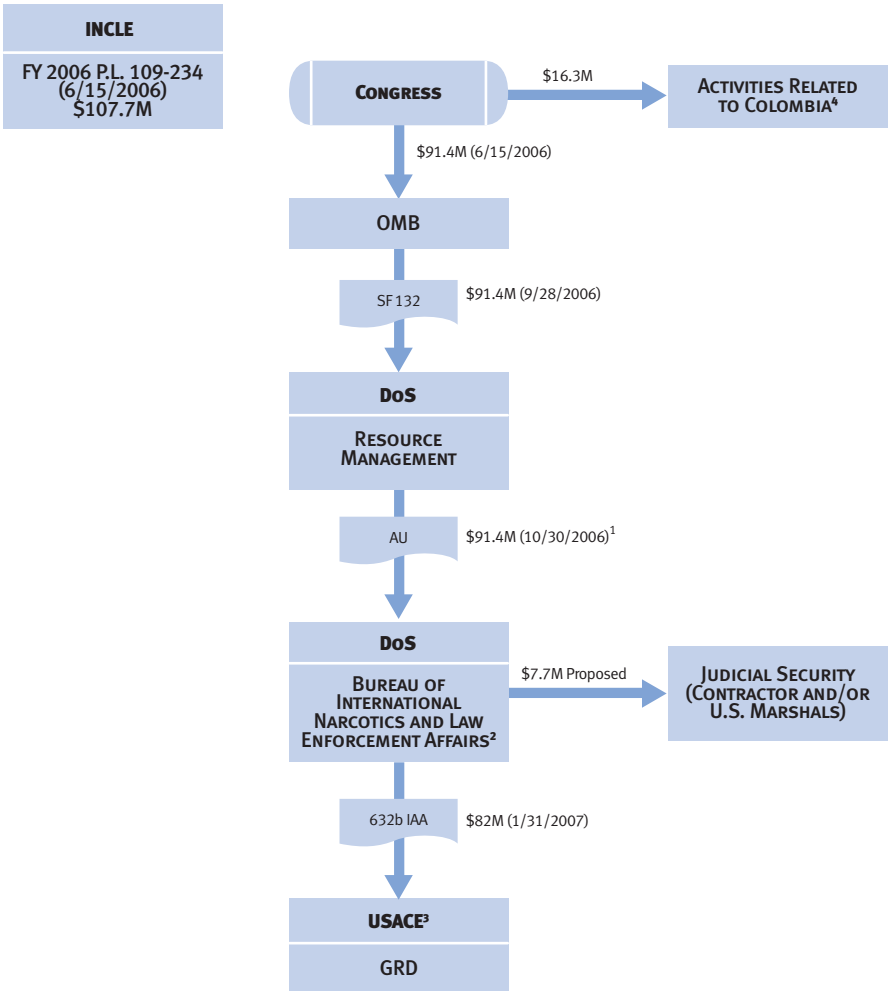 INCLE
FY 2006 P.L. 109-234
(6/15/2006)
$107.7M
CONGRESS
$16.3M
ACTIVITIES RELATED
TO COLOMBIA⁴
$91.4M (6/15/2006)
OMB
SF 132
$91.4M (9/28/2006)
DoS
RESOURCE
MANAGEMENT
AU
$91.4M (10/30/2006)¹
DoS
BUREAU OF
INTERNATIONAL
NARCOTICS AND LAW
ENFORCEMENT AFFAIRS²
$7.7M Proposed
JUDICIAL SECURITY
(CONTRACTOR AND/OR
U.S. MARSHALS)
632b IAA
$82M (1/31/2007)
USACE³
GRD